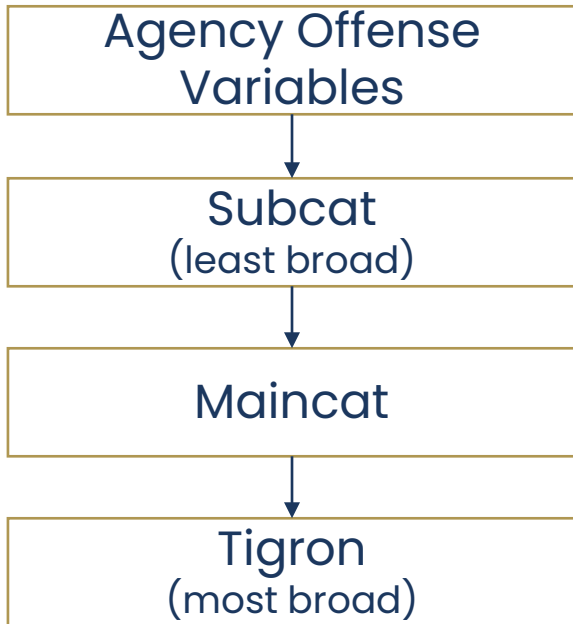 Agency Offense
Variables
Subcat
(least broad)
Maincat
Tigron
(most broad)